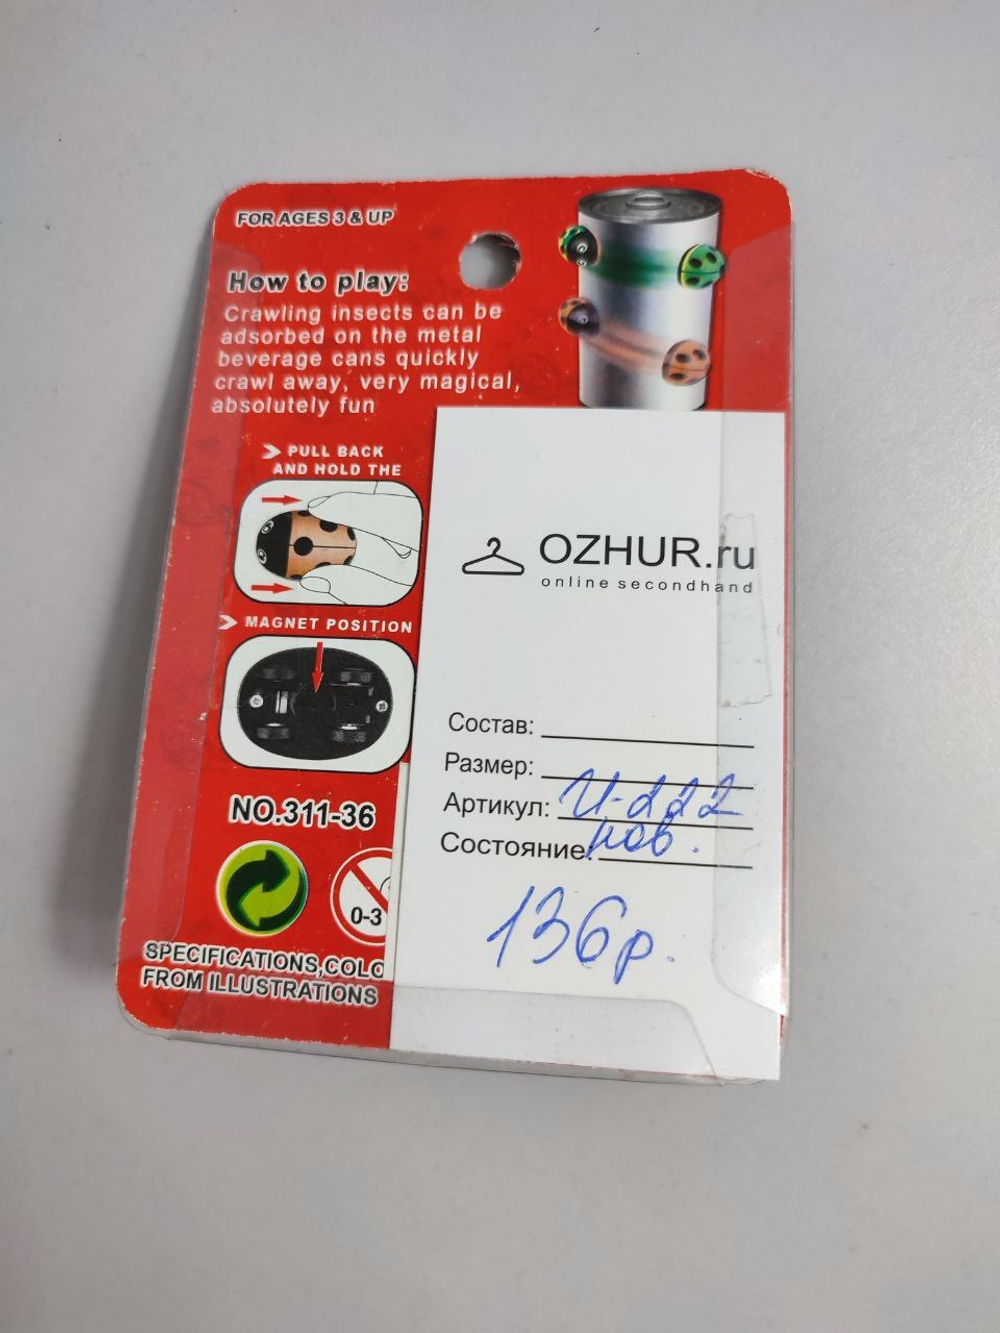 FOR AGES 3 & UP
How to play:
Crawling insects can be
adsorbed on the metal
beverage cans quickly
crawl away, very magical,
absolutely fun
PULL BACK
AND HOLD THE
MAGNET POSITION
NO.311-36
0-3
SPECIFICATIONS,COLO
FROM ILLUSTRATIONS
OZHUR.ru
online secondhand
Состав:
Размер:
Артикул: И-222
Состояние: нов.
136р.